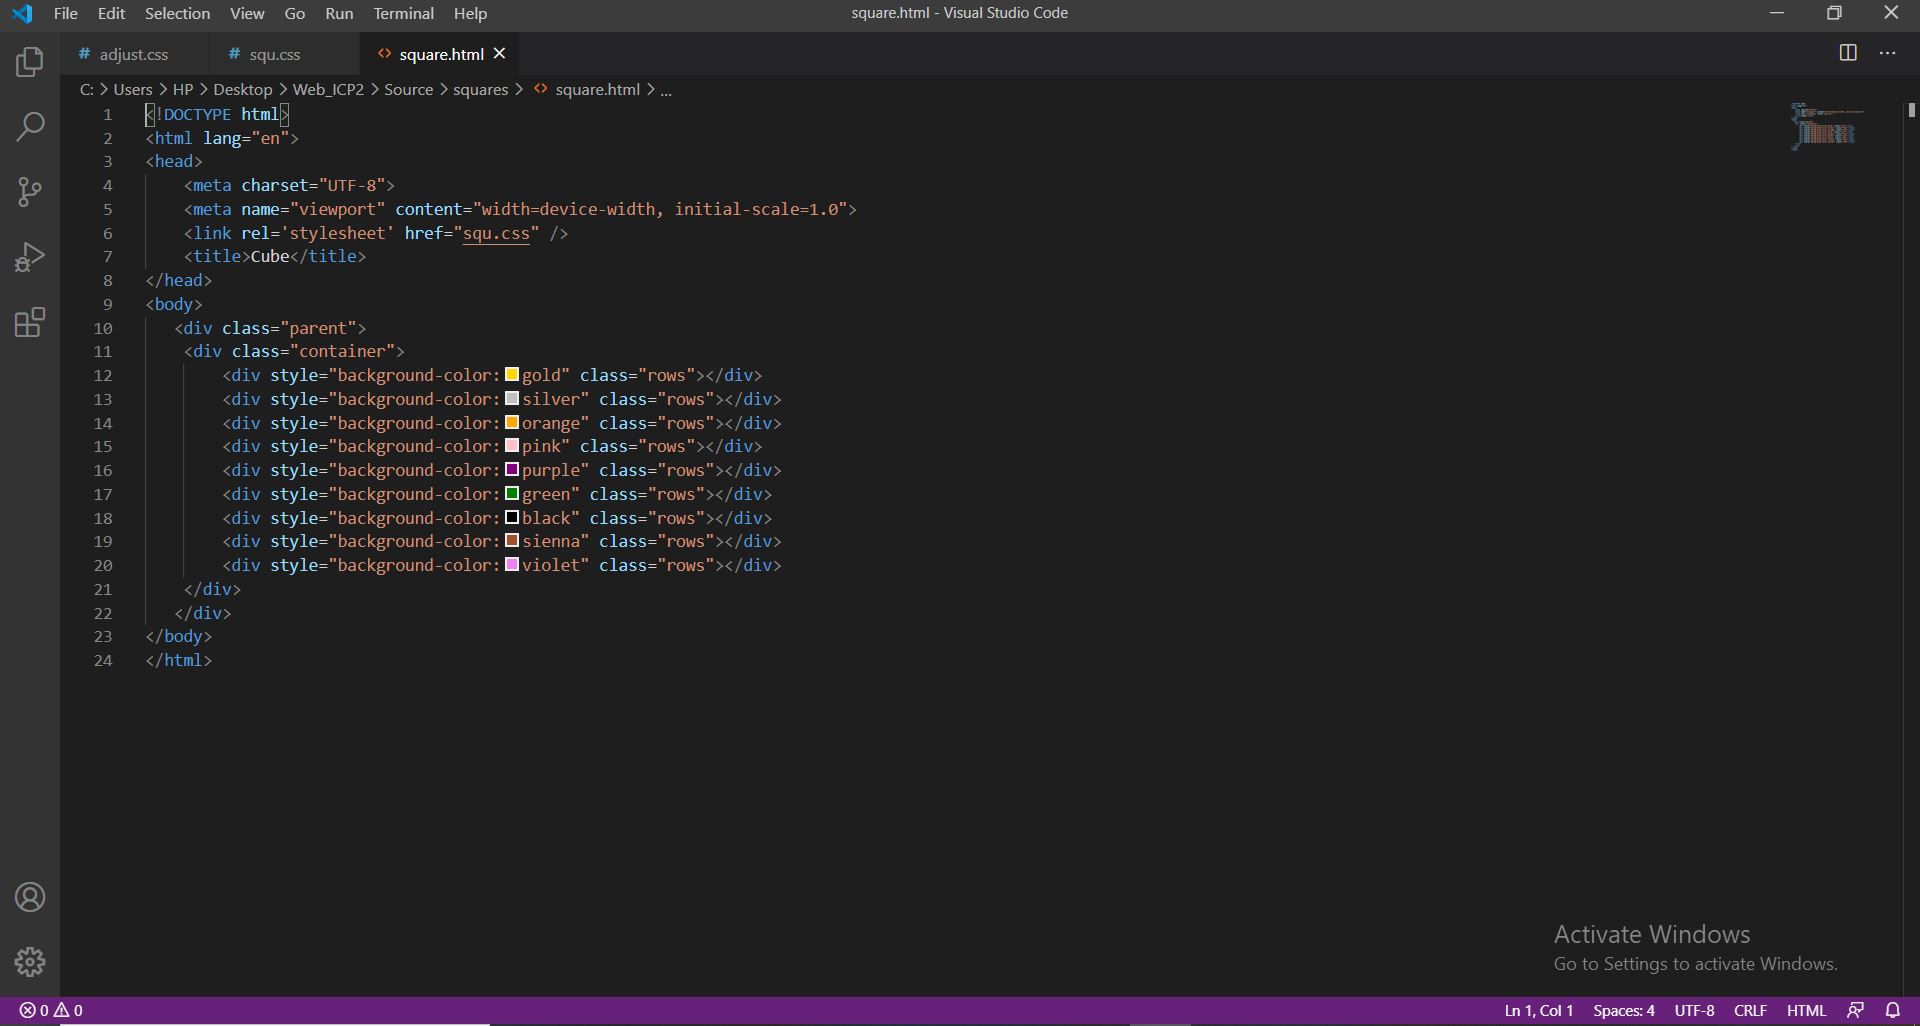 File Edit Selection View Go Run Terminal Help square.html - Visual Studio Code
# adjust.css # squ.css <> square.html
C: > Users > HP > Desktop > Web_ICP2 > Source > squares > <> square.html > ...
1 <!DOCTYPE html>
2 <html lang="en">
3 <head>
4     <meta charset="UTF-8">
5     <meta name="viewport" content="width=device-width, initial-scale=1.0">
6     <link rel='stylesheet' href="squ.css" />
7     <title>Cube</title>
8 </head>
9 <body>
10    <div class="parent">
11     <div class="container">
12         <div style="background-color:gold" class="rows"></div>
13         <div style="background-color:silver" class="rows"></div>
14         <div style="background-color:orange" class="rows"></div>
15         <div style="background-color:pink" class="rows"></div>
16         <div style="background-color:purple" class="rows"></div>
17         <div style="background-color:green" class="rows"></div>
18         <div style="background-color:black" class="rows"></div>
19         <div style="background-color:sienna" class="rows"></div>
20         <div style="background-color:violet" class="rows"></div>
21     </div>
22    </div>
23 </body>
24 </html>
Activate Windows
Go to Settings to activate Windows.
0 0 Ln 1, Col 1 Spaces: 4 UTF-8 CRLF HTML